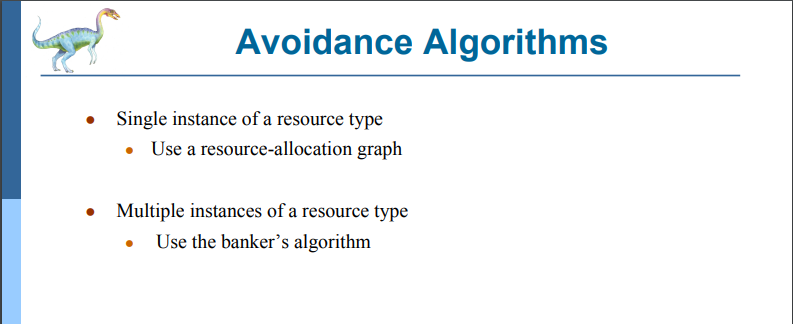 Avoidance Algorithms
● Single instance of a resource type
● Use a resource-allocation graph
● Multiple instances of a resource type
● Use the banker’s algorithm